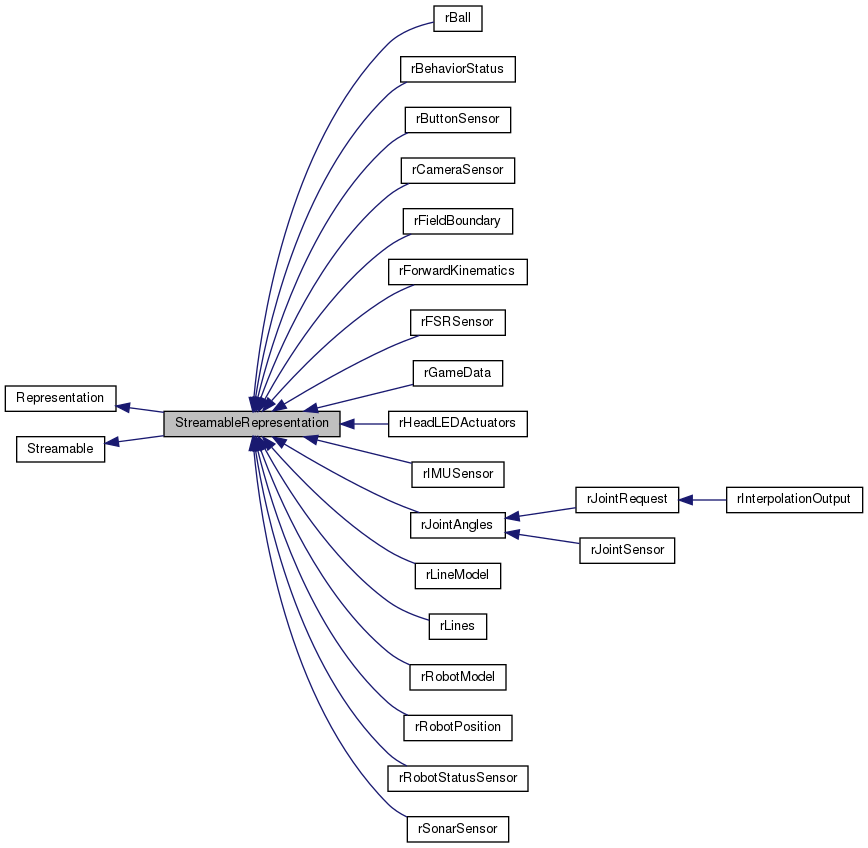 rBall
rBehaviorStatus
rButtonSensor
rCameraSensor
rFieldBoundary
rForwardKinematics
rFSRSensor
rGameData
Representation
StreamableRepresentation
rHeadLEDActuators
Streamable
rIMUSensor
rJointRequest
rInterpolationOutput
rJointAngles
rJointSensor
rLineModel
rLines
rRobotModel
rRobotPosition
rRobotStatusSensor
rSonarSensor